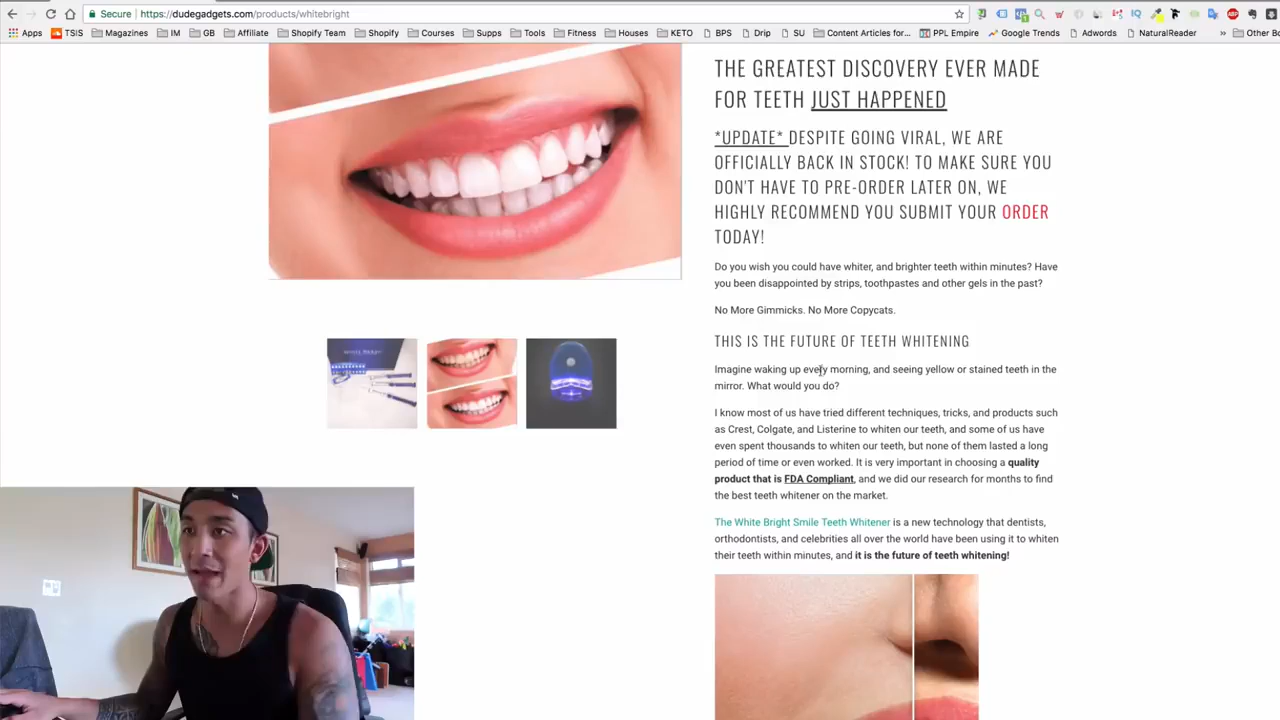 Secure https://dudegadgets.com/products/whitebright
Apps TSIS Magazines IM GB Affiliate Shopify Team Shopify Courses Supps Tools Fitness Houses KETO BPS Drip SU Content Articles for... PPL Empire Google Trends Adwords NaturalReader » Other Bo
THE GREATEST DISCOVERY EVER MADE
FOR TEETH JUST HAPPENED
*UPDATE* DESPITE GOING VIRAL, WE ARE
OFFICIALLY BACK IN STOCK! TO MAKE SURE YOU
DON'T HAVE TO PRE-ORDER LATER ON, WE
HIGHLY RECOMMEND YOU SUBMIT YOUR ORDER
TODAY!
Do you wish you could have whiter, and brighter teeth within minutes? Have
you been disappointed by strips, toothpastes and other gels in the past?
No More Gimmicks. No More Copycats.
THIS IS THE FUTURE OF TEETH WHITENING
Imagine waking up every morning, and seeing yellow or stained teeth in the
mirror. What would you do?
I know most of us have tried different techniques, tricks, and products such
as Crest, Colgate, and Listerine to whiten our teeth, and some of us have
even spent thousands to whiten our teeth, but none of them lasted a long
period of time or even worked. It is very important in choosing a quality
product that is FDA Compliant, and we did our research for months to find
the best teeth whitener on the market.
The White Bright Smile Teeth Whitener is a new technology that dentists,
orthodontists, and celebrities all over the world have been using it to whiten
their teeth within minutes, and it is the future of teeth whitening!